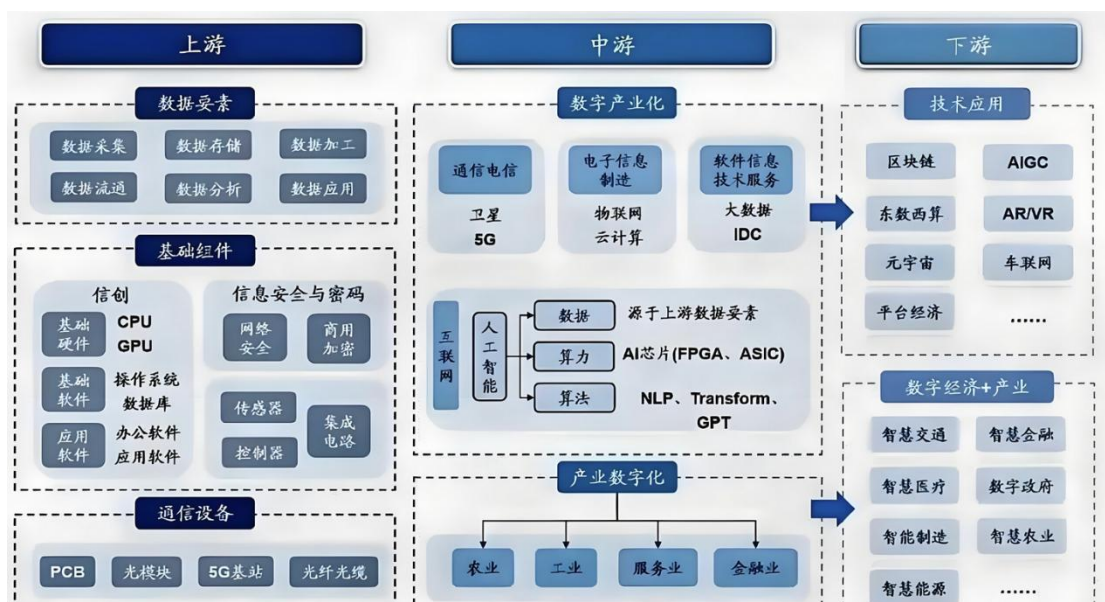 上游
数据要素
数据采集 数据存储 数据加工
数据流通 数据分析 数据应用
基础组件
信创
基础
硬件
CPU
GPU
基础
软件
操作系统
数据库
应用
软件
办公软件
应用软件
信息安全与密码
网络
安全
商用
加密
传感器
控制器
集成
电路
通信设备
PCB 光模块 5G基站 光纤光缆
中游
数字产业化
通信电信
卫星
5G
电子信息
制造
物联网
云计算
软件信息
技术服务
大数据
IDC
互联网
人工智能
数据 源于上游数据要素
算力 AI芯片(FPGA、ASIC)
算法 NLP、Transform、
GPT
产业数字化
农业 工业 服务业 金融业
下游
技术应用
区块链 AIGC
东数西算 AR/VR
元宇宙 车联网
平台经济 ……
数字经济+产业
智慧交通 智慧金融
智慧医疗 数字政府
智能制造 智慧农业
智慧能源 ……